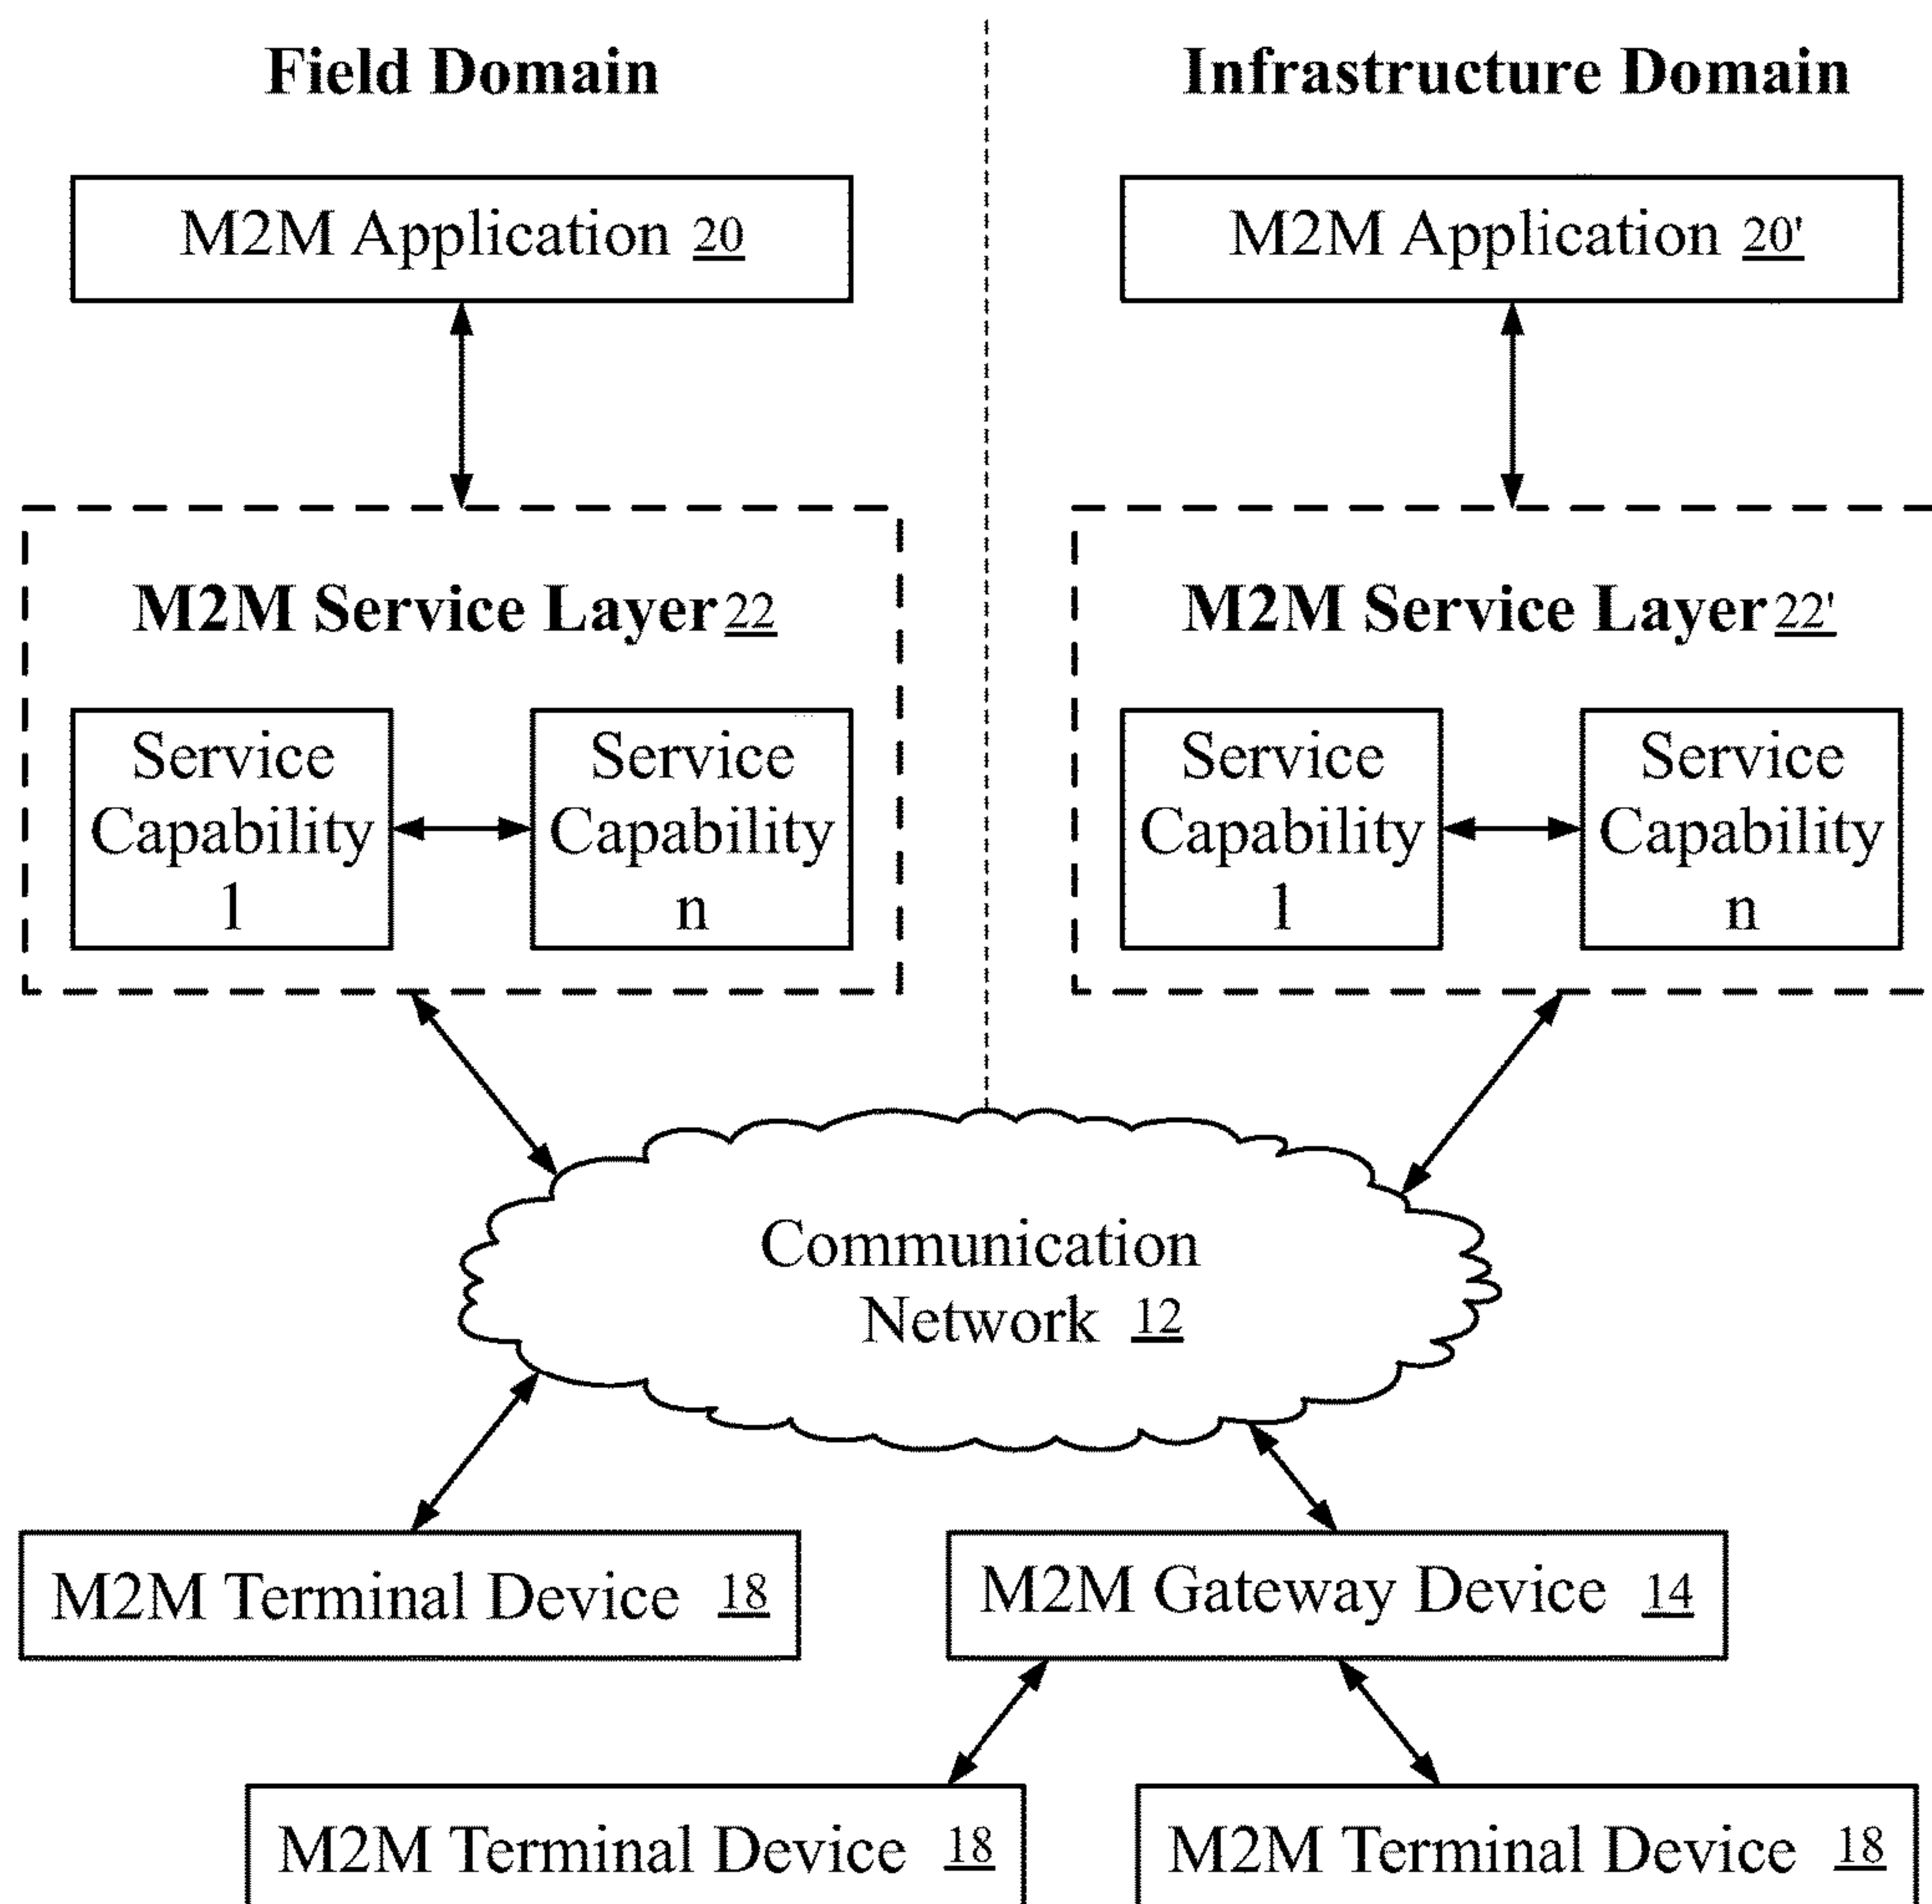 Field Domain
Infrastructure Domain
M2M Application 20
M2M Application 20'
M2M Service Layer 22
Service
Capability
1
Service
Capability
n
M2M Service Layer 22'
Service
Capability
1
Service
Capability
n
Communication
Network 12
M2M Terminal Device 18
M2M Gateway Device 14
M2M Terminal Device 18
M2M Terminal Device 18